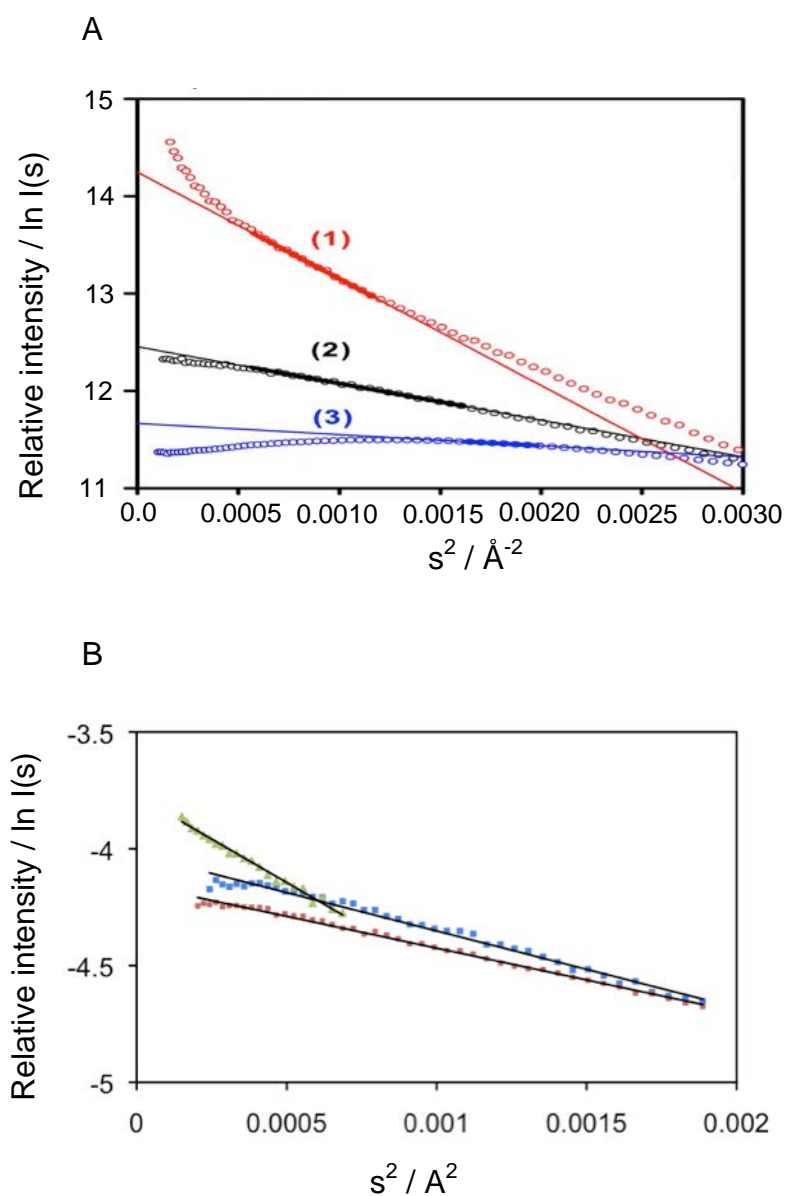 A
Relative intensity / ln I(s)
15
14
13
12
11
(1)
(2)
(3)
0.0 0.0005 0.0010 0.0015 0.0020 0.0025 0.0030
s² / Å⁻²
B
Relative intensity / ln I(s)
-3.5
-4
-4.5
-5
0 0.0005 0.001 0.0015 0.002
s² / A²